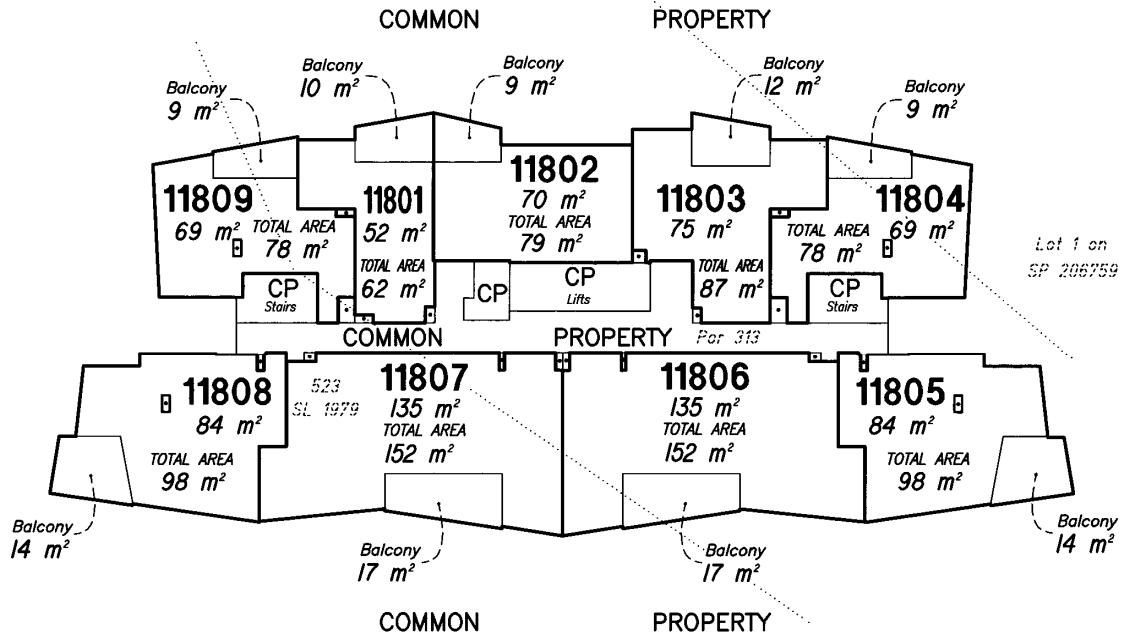 COMMON PROPERTY
Balcony
10 m²
Balcony
9 m²
Balcony
12 m²
Balcony
9 m²
Balcony
9 m²
11809
69 m²
TOTAL AREA
78 m²
11801
52 m²
TOTAL AREA
62 m²
11802
70 m²
TOTAL AREA
79 m²
11803
75 m²
TOTAL AREA
87 m²
11804
69 m²
TOTAL AREA
78 m²
Lot 1 on
SP 206759
CP
Stairs
CP
CP
Lifts
CP
Stairs
COMMON PROPERTY
Por 313
11808
84 m²
TOTAL AREA
98 m²
523
SL 1979
11807
135 m²
TOTAL AREA
152 m²
11806
135 m²
TOTAL AREA
152 m²
11805
84 m²
TOTAL AREA
98 m²
Balcony
14 m²
Balcony
17 m²
Balcony
17 m²
Balcony
14 m²
COMMON PROPERTY